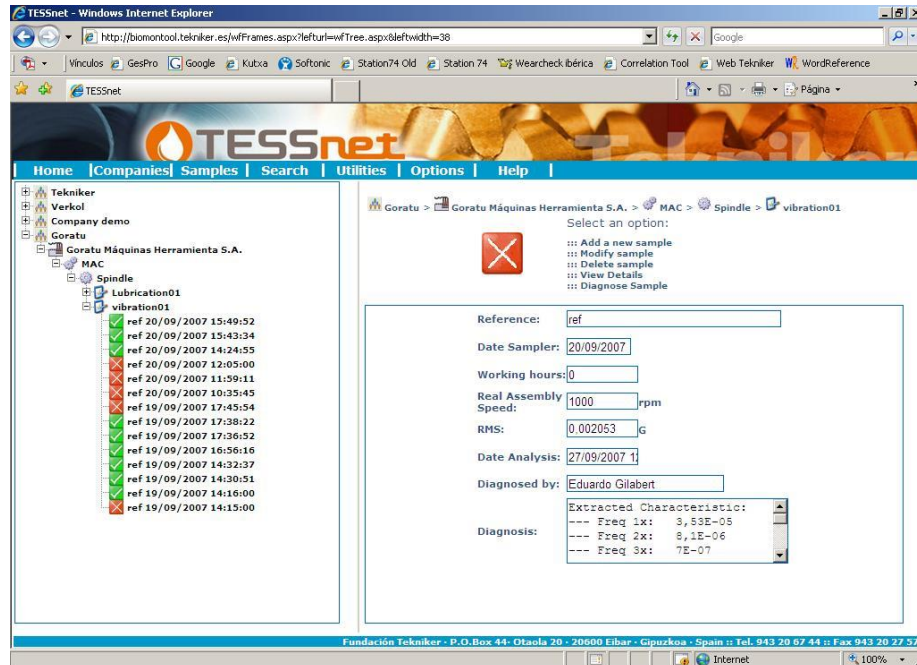 TESSnet - Windows Internet Explorer
http://biomontool.tekniker.es/wfFrames.aspx?lefturl=wfTree.aspx&leftwidth=38
Google
Vínculos GesPro Google Kutxa Softonic Station74 Old Station 74 Wearcheck ibérica Correlation Tool Web Tekniker WordReference
TESSnet
Página
TESSnet
Tekniker
Home | Companies | Samples | Search | Utilities | Options | Help |
Tekniker
Verkol
Company demo
Goratu
Goratu Máquinas Herramienta S.A.
MAC
Spindle
Lubrication01
vibration01
ref 20/09/2007 15:49:52
ref 20/09/2007 15:43:34
ref 20/09/2007 14:24:55
ref 20/09/2007 12:05:00
ref 20/09/2007 11:59:11
ref 20/09/2007 10:35:45
ref 19/09/2007 17:45:54
ref 19/09/2007 17:38:22
ref 19/09/2007 17:36:52
ref 19/09/2007 16:56:16
ref 19/09/2007 14:32:37
ref 19/09/2007 14:30:51
ref 19/09/2007 14:16:00
ref 19/09/2007 14:15:00
Goratu > Goratu Máquinas Herramienta S.A. > MAC > Spindle > vibration01
Select an option:
::: Add a new sample
::: Modify sample
::: Delete sample
::: View Details
::: Diagnose Sample
Reference: ref
Date Sampler: 20/09/2007
Working hours: 0
Real Assembly
Speed: 1000 rpm
RMS: 0,002053 G
Date Analysis: 27/09/2007 1
Diagnosed by: Eduardo Gilabert
Diagnosis:
Extracted Characteristic:
--- Freq 1x: 3,53E-05
--- Freq 2x: 8,1E-06
--- Freq 3x: 7E-07
Fundación Tekniker - P.O.Box 44- Otaola 20 - 20600 Eibar - Gipuzkoa - Spain :: Tel. 943 20 67 44 :: Fax 943 20 27 57
Internet 100%